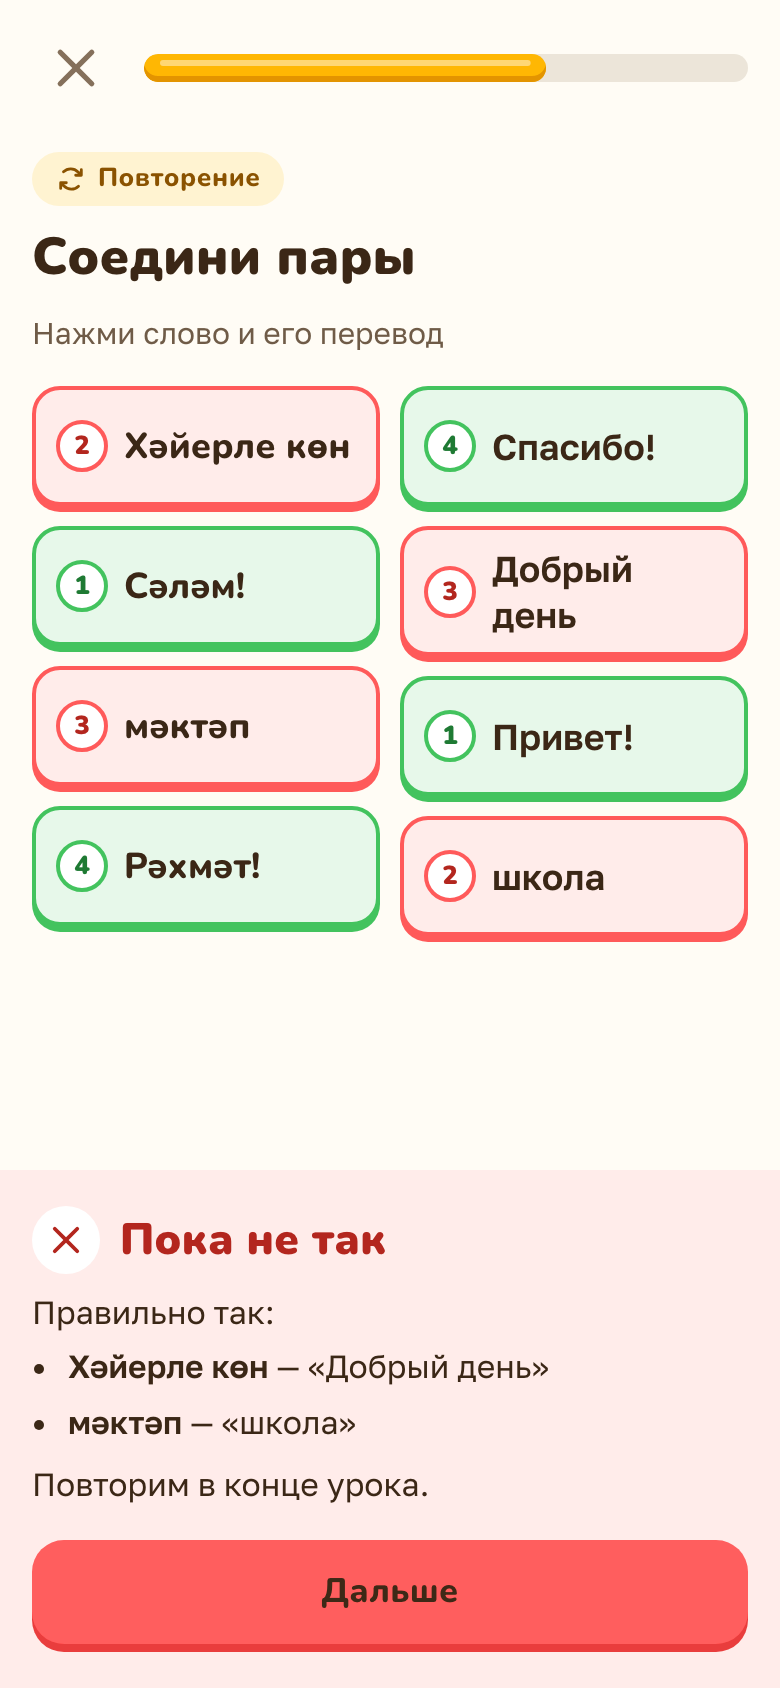 Повторение
Соедини пары
Нажми слово и его перевод
2 Хәйерле көн
4 Спасибо!
1 Сәләм!
3 Добрый
день
3 мәктәп
1 Привет!
4 Рәхмәт!
2 школа
Пока не так
Правильно так:
• Хәйерле көн — «Добрый день»
• мәктәп — «школа»
Повторим в конце урока.
Дальше